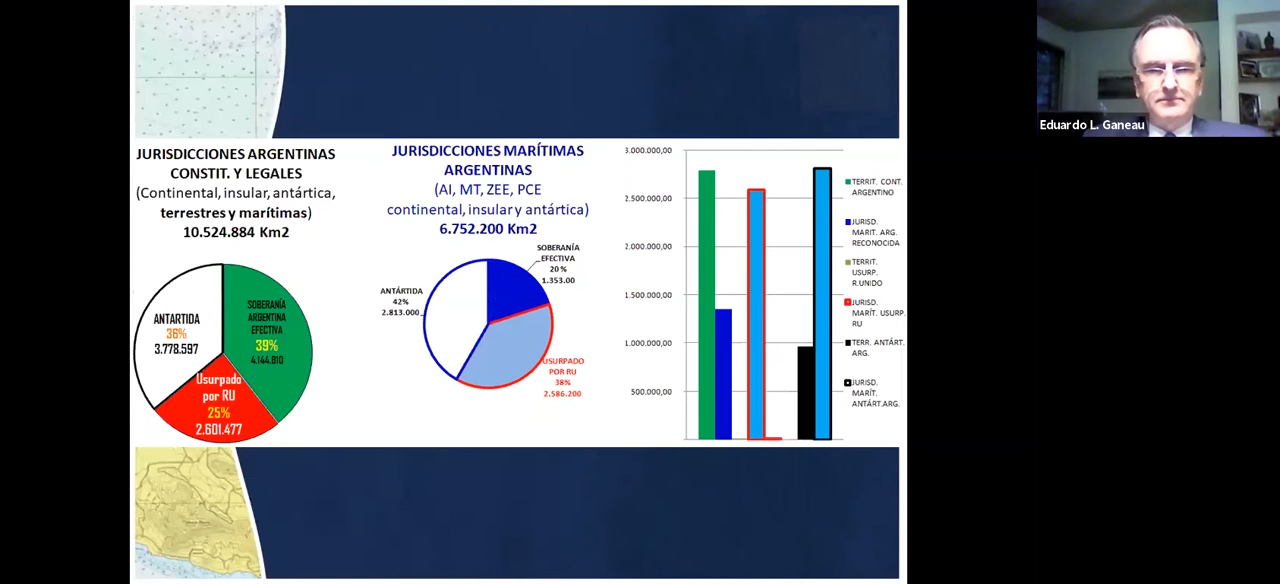 JURISDICCIONES ARGENTINAS
CONSTIT. Y LEGALES
(Continental, insular, antártica,
terrestres y marítimas)
10.524.884 Km2
ANTARTIDA
36%
3.778.597
SOBERANÍA
ARGENTINA
EFECTIVA
39%
4.144.810
Usurpado
por RU
25%
2.601.477
JURISDICCIONES MARÍTIMAS
ARGENTINAS
(AI, MT, ZEE, PCE
continental, insular y antártica)
6.752.200 Km2
SOBERANÍA
EFECTIVA
20 %
1.353.00
ANTÁRTIDA
42%
2.813.000
USURPADO
POR RU
38%
2.586.200
3.000.000,00
2.500.000,00
2.000.000,00
1.500.000,00
1.000.000,00
500.000,00
TERRIT. CONT.
ARGENTINO
JURISD.
MARIT. ARG.
RECONOCIDA
TERRIT.
USURP.
R.UNIDO
JURISD.
MARÍT. USURP.
RU
TERR. ANTÁRT.
ARG.
JURISD.
MARÍT.
ANTÁRT.ARG.
Eduardo L. Ganeau